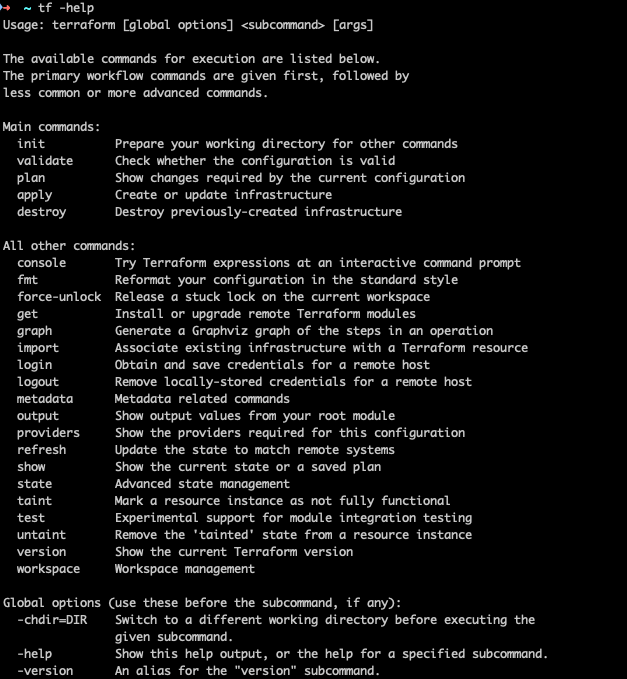 ➜  ~ tf -help
Usage: terraform [global options] <subcommand> [args]

The available commands for execution are listed below.
The primary workflow commands are given first, followed by
less common or more advanced commands.

Main commands:
  init          Prepare your working directory for other commands
  validate      Check whether the configuration is valid
  plan          Show changes required by the current configuration
  apply         Create or update infrastructure
  destroy       Destroy previously-created infrastructure

All other commands:
  console       Try Terraform expressions at an interactive command prompt
  fmt           Reformat your configuration in the standard style
  force-unlock  Release a stuck lock on the current workspace
  get           Install or upgrade remote Terraform modules
  graph         Generate a Graphviz graph of the steps in an operation
  import        Associate existing infrastructure with a Terraform resource
  login         Obtain and save credentials for a remote host
  logout        Remove locally-stored credentials for a remote host
  metadata      Metadata related commands
  output        Show output values from your root module
  providers     Show the providers required for this configuration
  refresh       Update the state to match remote systems
  show          Show the current state or a saved plan
  state         Advanced state management
  taint         Mark a resource instance as not fully functional
  test          Experimental support for module integration testing
  untaint       Remove the 'tainted' state from a resource instance
  version       Show the current Terraform version
  workspace     Workspace management

Global options (use these before the subcommand, if any):
  -chdir=DIR    Switch to a different working directory before executing the
                given subcommand.
  -help         Show this help output, or the help for a specified subcommand.
  -version      An alias for the "version" subcommand.